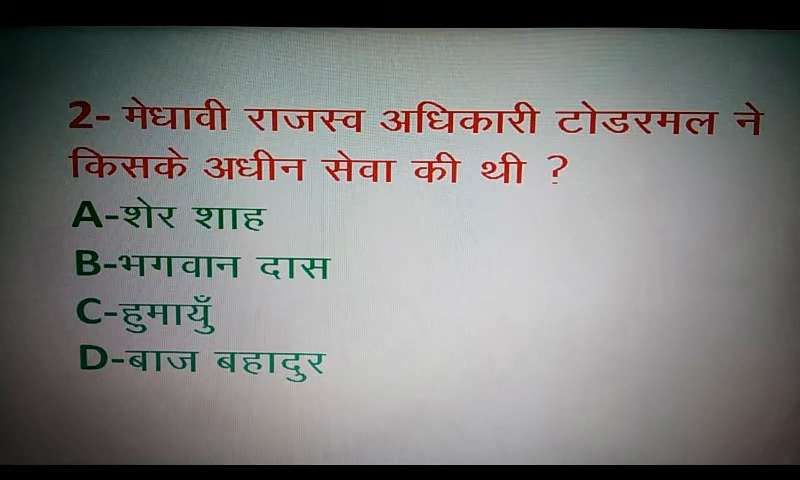 2- मेधावी राजस्व अधिकारी टोडरमल ने
किसके अधीन सेवा की थी ?
A-शेर शाह
B-भगवान दास
C-हुमायुँ
D-बाज बहादुर